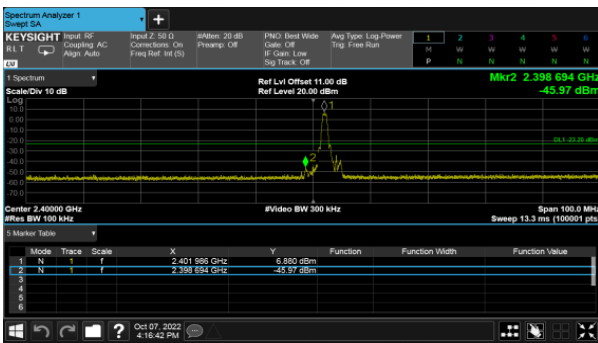 Spectrum Analyzer 1
Swept SA
+
KEYSIGHT Input: RF Input Z: 50 Ω #Atten: 20 dB PNO: Best Wide Avg Type: Log-Power 1 2 3 4 5 6
RLT Coupling: AC Corrections: On Preamp: Off Gate: Off Trig: Free Run M W W W W W
Align: Auto Freq Ref: Int (S) IF Gain: Low P N N N N N
Sig Track: Off
LXI
1 Spectrum Ref Lvl Offset 11.00 dB Mkr2 2.398 694 GHz
Scale/Div 10 dB Ref Level 20.00 dBm -45.97 dBm
Log
10.0
0.00
-10.0
-20.0
-30.0
-40.0
-50.0
-60.0
-70.0
1
2
DL1 -23.20 dBm
Center 2.40000 GHz #Video BW 300 kHz Span 100.0 MHz
#Res BW 100 kHz Sweep 13.3 ms (100001 pts)
5 Marker Table
Mode Trace Scale X Y Function Function Width Function Value
1 N 1 f 2.401 986 GHz 6.880 dBm
2 N 1 f 2.398 694 GHz -45.97 dBm
3
4
5
6
? Oct 07, 2022
4:16:42 PM